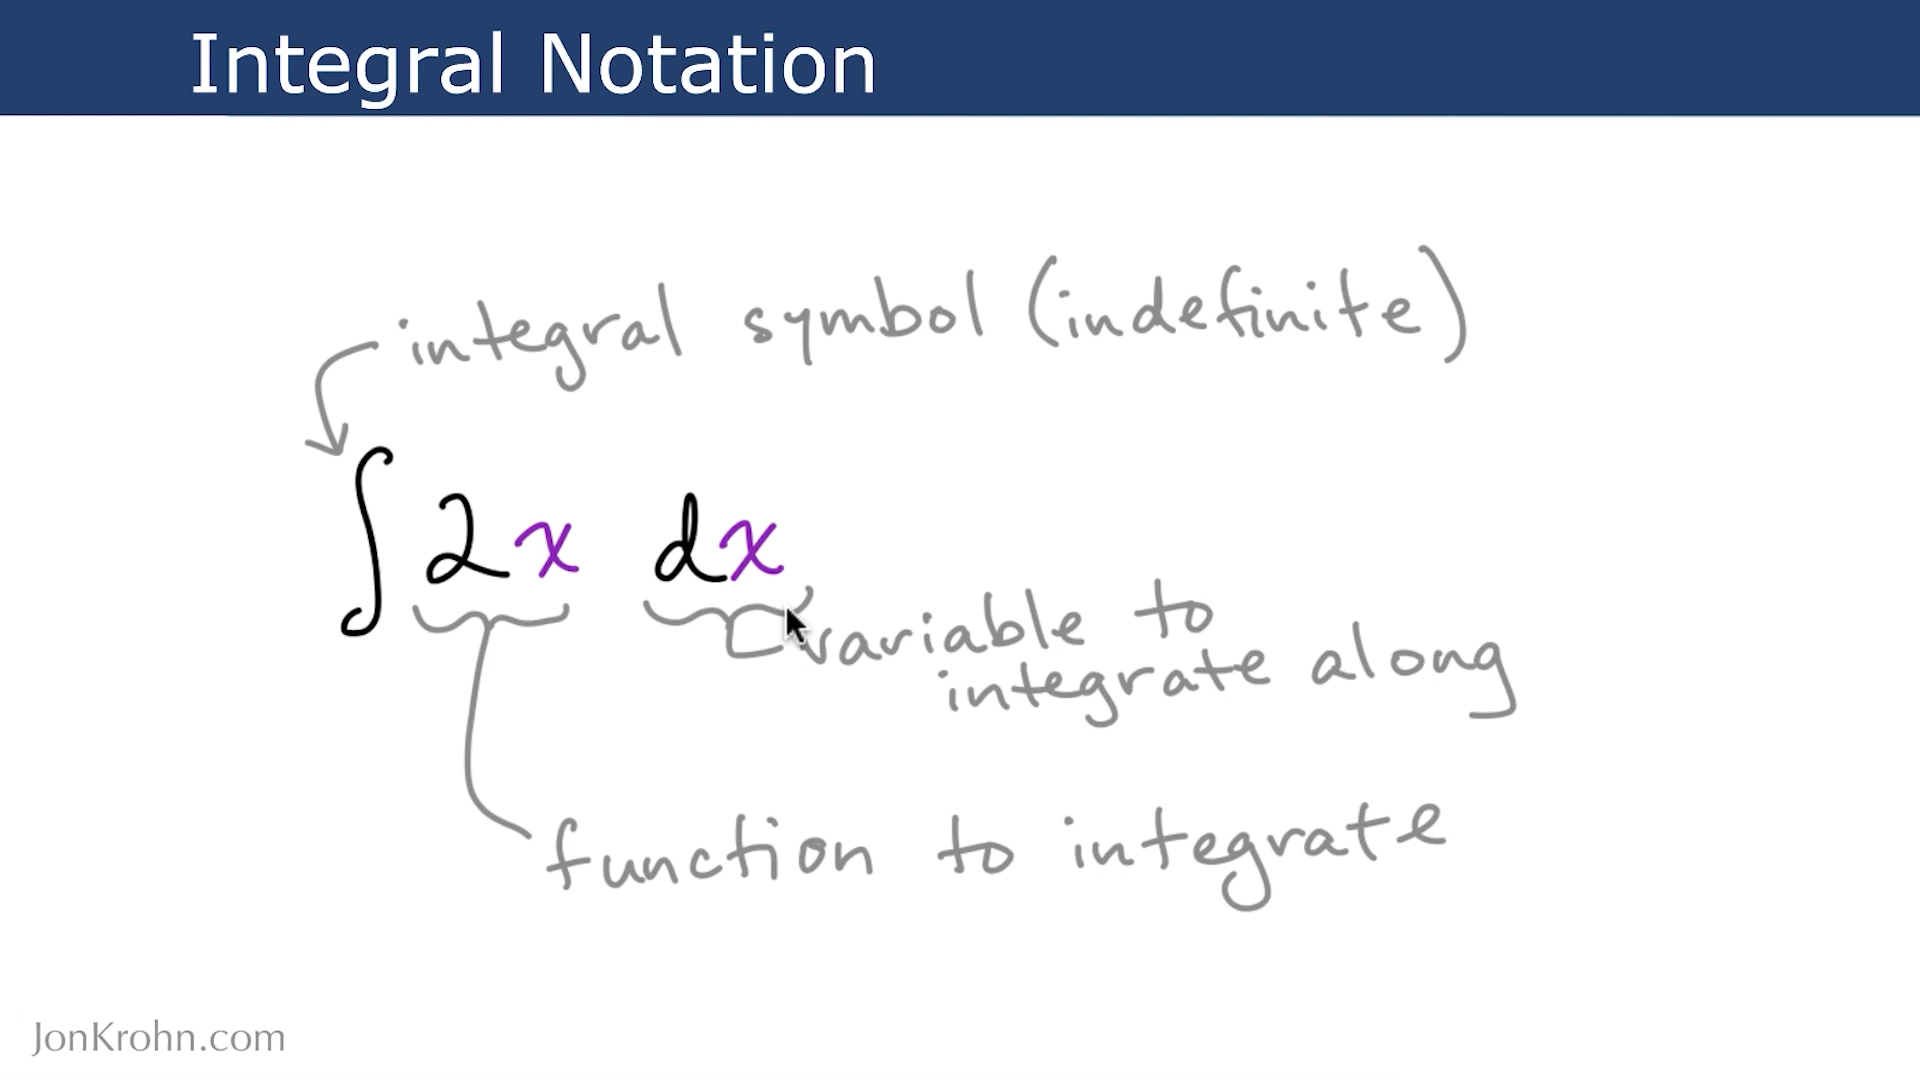 Integral Notation
integral symbol (indefinite)
∫ 2x dx
variable to
integrate along
function to integrate
JonKrohn.com